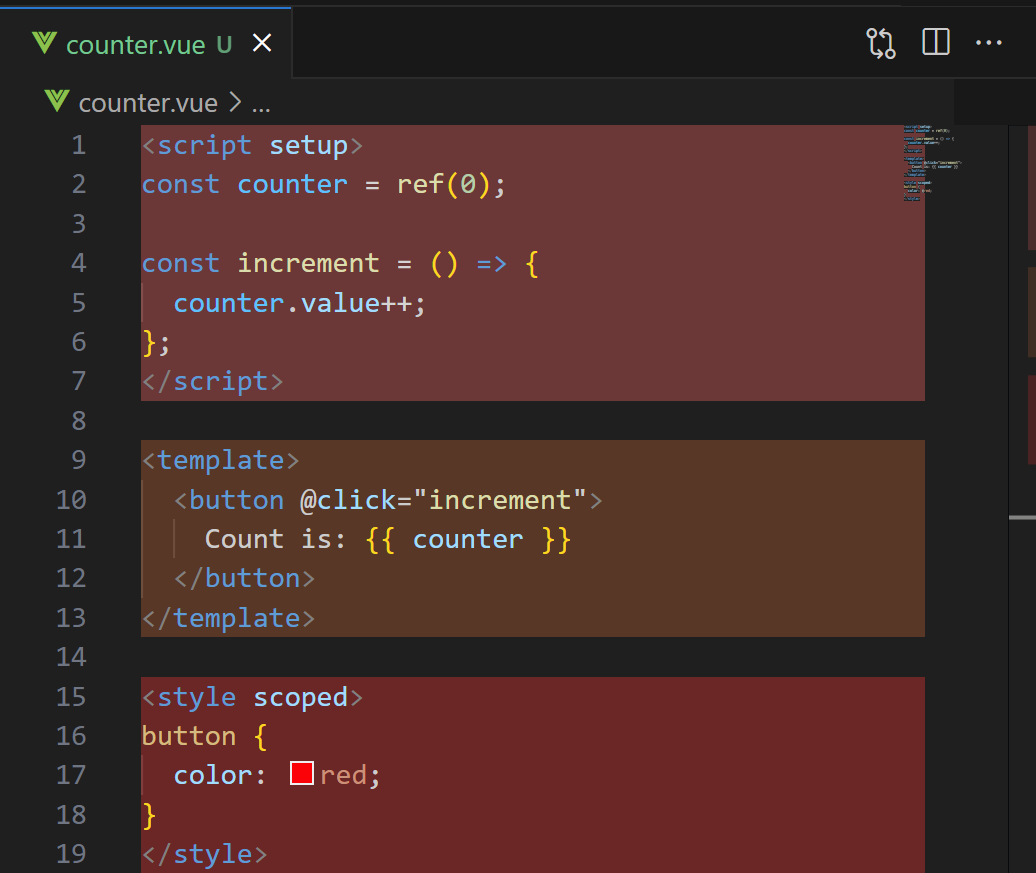 counter.vue U
counter.vue > ...
1 <script setup>
2 const counter = ref(0);
3
4 const increment = () => {
5   counter.value++;
6 };
7 </script>
8
9 <template>
10   <button @click="increment">
11     Count is: {{ counter }}
12   </button>
13 </template>
14
15 <style scoped>
16 button {
17   color: red;
18 }
19 </style>